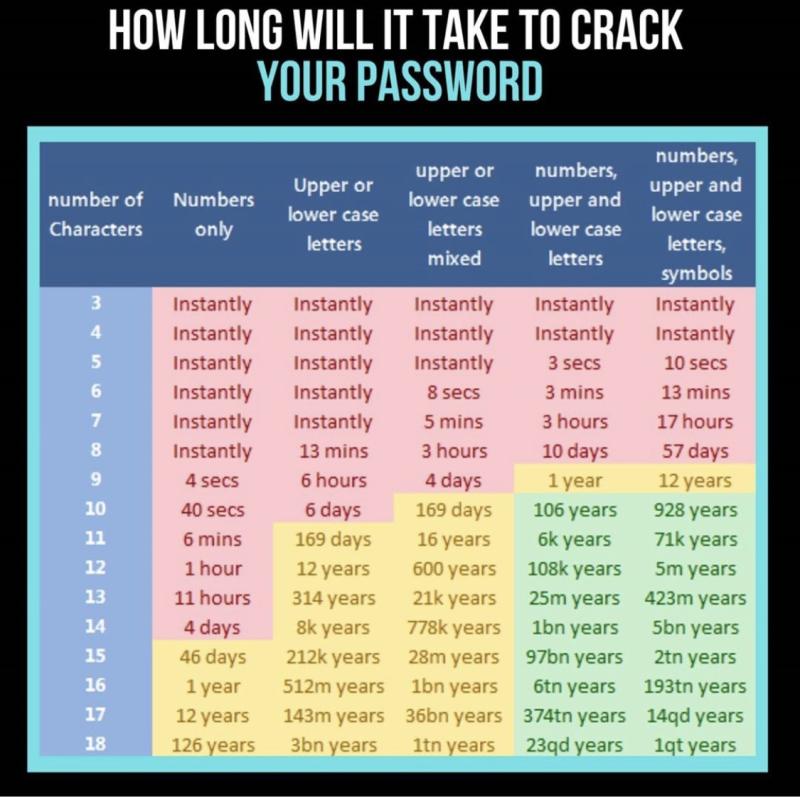 HOW LONG WILL IT TAKE TO CRACK
YOUR PASSWORD
number of Characters Numbers only Upper or lower case letters upper or lower case letters mixed numbers, upper and lower case letters numbers, upper and lower case letters, symbols
3 Instantly Instantly Instantly Instantly Instantly
4 Instantly Instantly Instantly Instantly Instantly
5 Instantly Instantly Instantly 3 secs 10 secs
6 Instantly Instantly 8 secs 3 mins 13 mins
7 Instantly Instantly 5 mins 3 hours 17 hours
8 Instantly 13 mins 3 hours 10 days 57 days
9 4 secs 6 hours 4 days 1 year 12 years
10 40 secs 6 days 169 days 106 years 928 years
11 6 mins 169 days 16 years 6k years 71k years
12 1 hour 12 years 600 years 108k years 5m years
13 11 hours 314 years 21k years 25m years 423m years
14 4 days 8k years 778k years 1bn years 5bn years
15 46 days 212k years 28m years 97bn years 2tn years
16 1 year 512m years 1bn years 6tn years 193tn years
17 12 years 143m years 36bn years 374tn years 14qd years
18 126 years 3bn years 1tn years 23qd years 1qt years